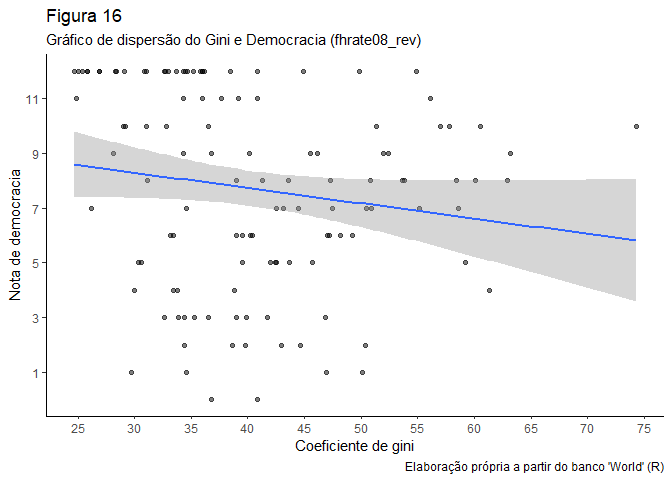 Figura 16
Gráfico de dispersão do Gini e Democracia (fhrate08_rev)
Nota de democracia
11
9
7
5
3
1
25 30 35 40 45 50 55 60 65 70 75
Coeficiente de gini
Elaboração própria a partir do banco 'World' (R)